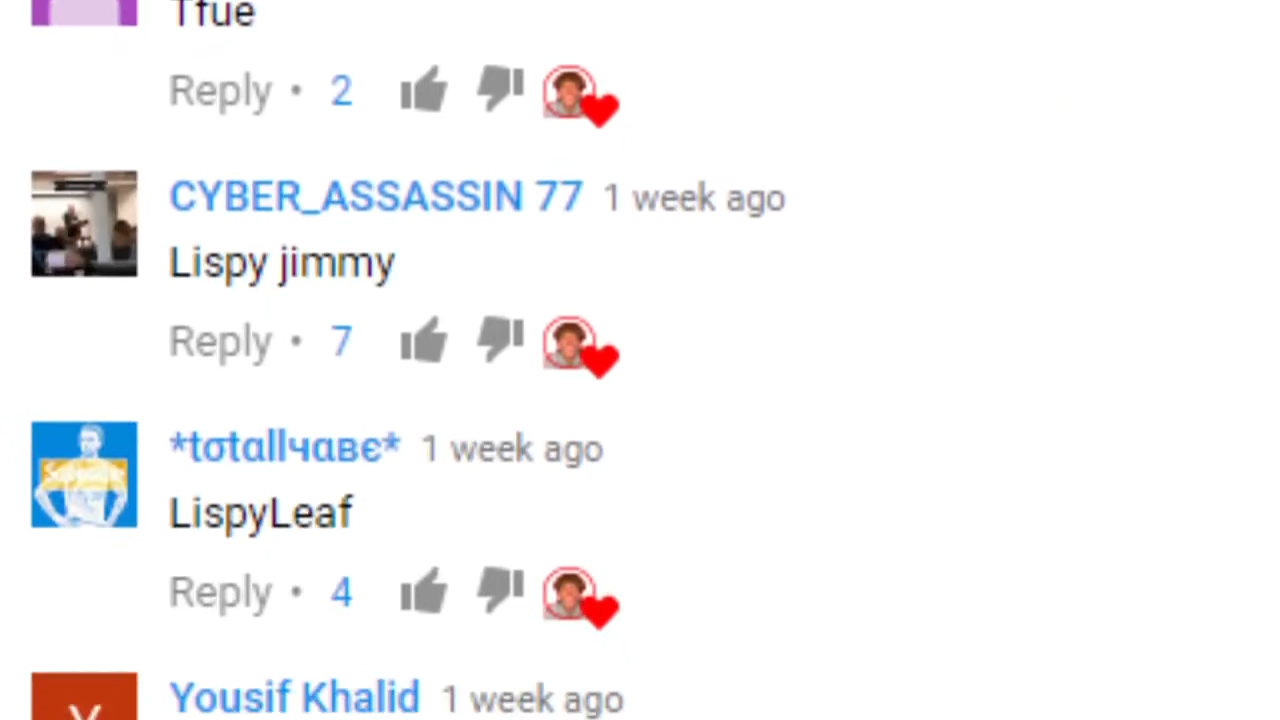 Tfue
Reply • 2
CYBER_ASSASSIN 77 1 week ago
Lispy jimmy
Reply • 7
*tσtαllчαвє* 1 week ago
LispyLeaf
Reply • 4
Yousif Khalid 1 week ago
Y